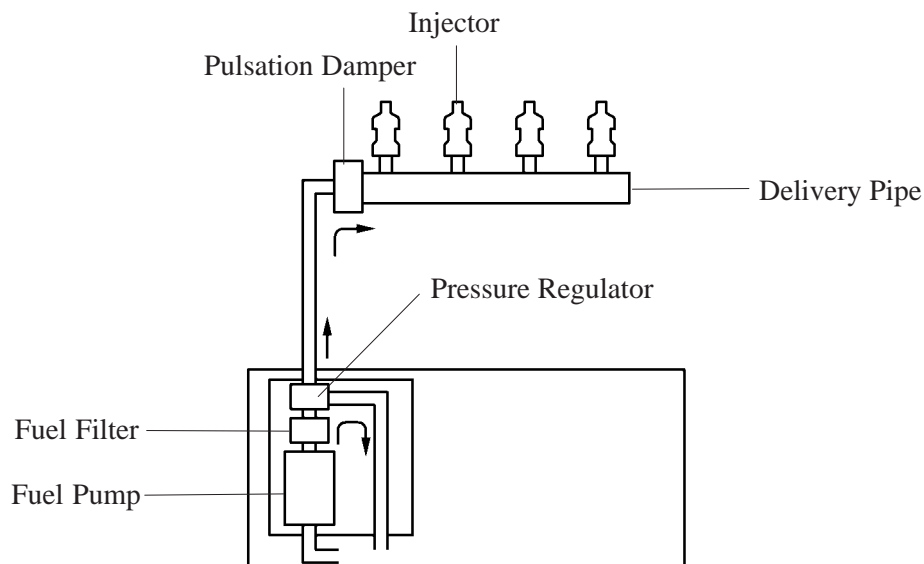 Injector
Pulsation Damper
Delivery Pipe
Pressure Regulator
Fuel Filter
Fuel Pump